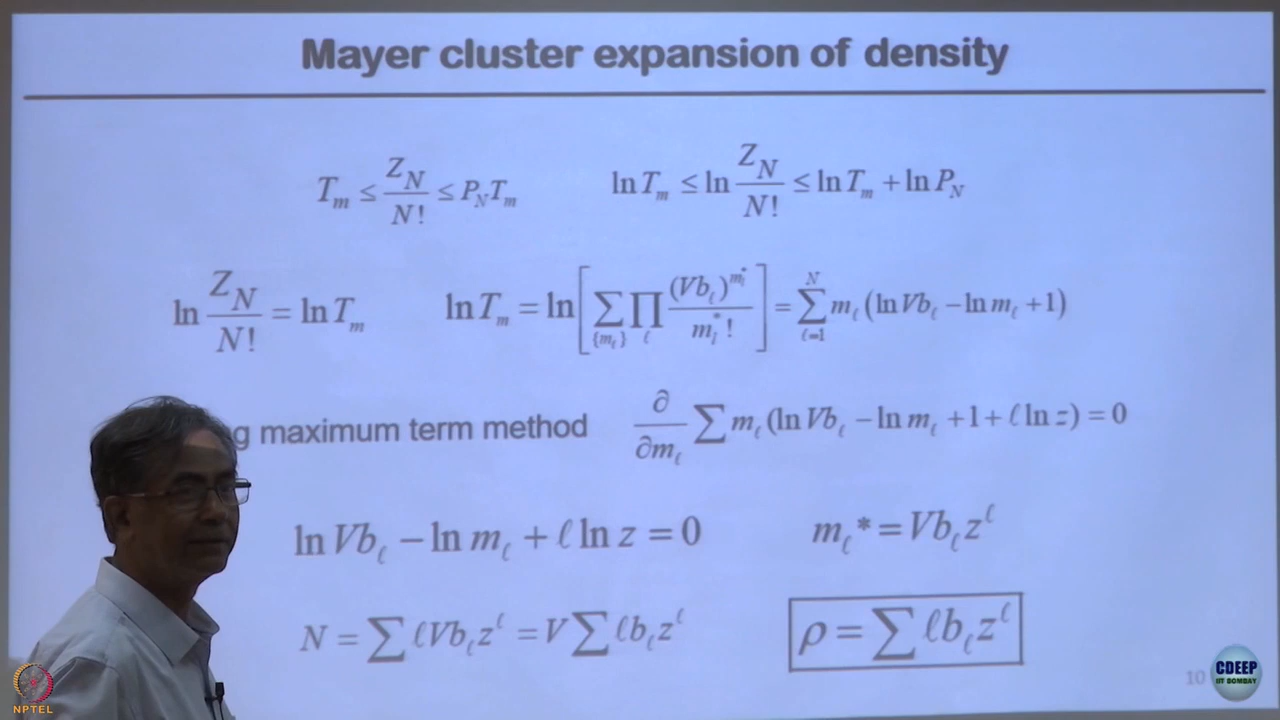 Mayer cluster expansion of density
T_m ≤ Z_N / N! ≤ P_N T_m    ln T_m ≤ ln Z_N / N! ≤ ln T_m + ln P_N
ln Z_N / N! = ln T_m    ln T_m = ln [ ∑_{m_ℓ} ∏_ℓ (Vb_ℓ)^{m_l^*} / m_l^* ! ] = ∑_{ℓ=1}^{N} m_ℓ (ln Vb_ℓ − ln m_ℓ + 1)
g maximum term method    ∂/∂m_ℓ ∑ m_ℓ (ln Vb_ℓ − ln m_ℓ + 1 + ℓ ln z) = 0
ln Vb_ℓ − ln m_ℓ + ℓ ln z = 0    m_ℓ* = Vb_ℓ z^ℓ
N = ∑ ℓVb_ℓ z^ℓ = V ∑ ℓb_ℓ z^ℓ    ρ = ∑ ℓb_ℓ z^ℓ
10
CDEEP
IIT BOMBAY
NPTEL